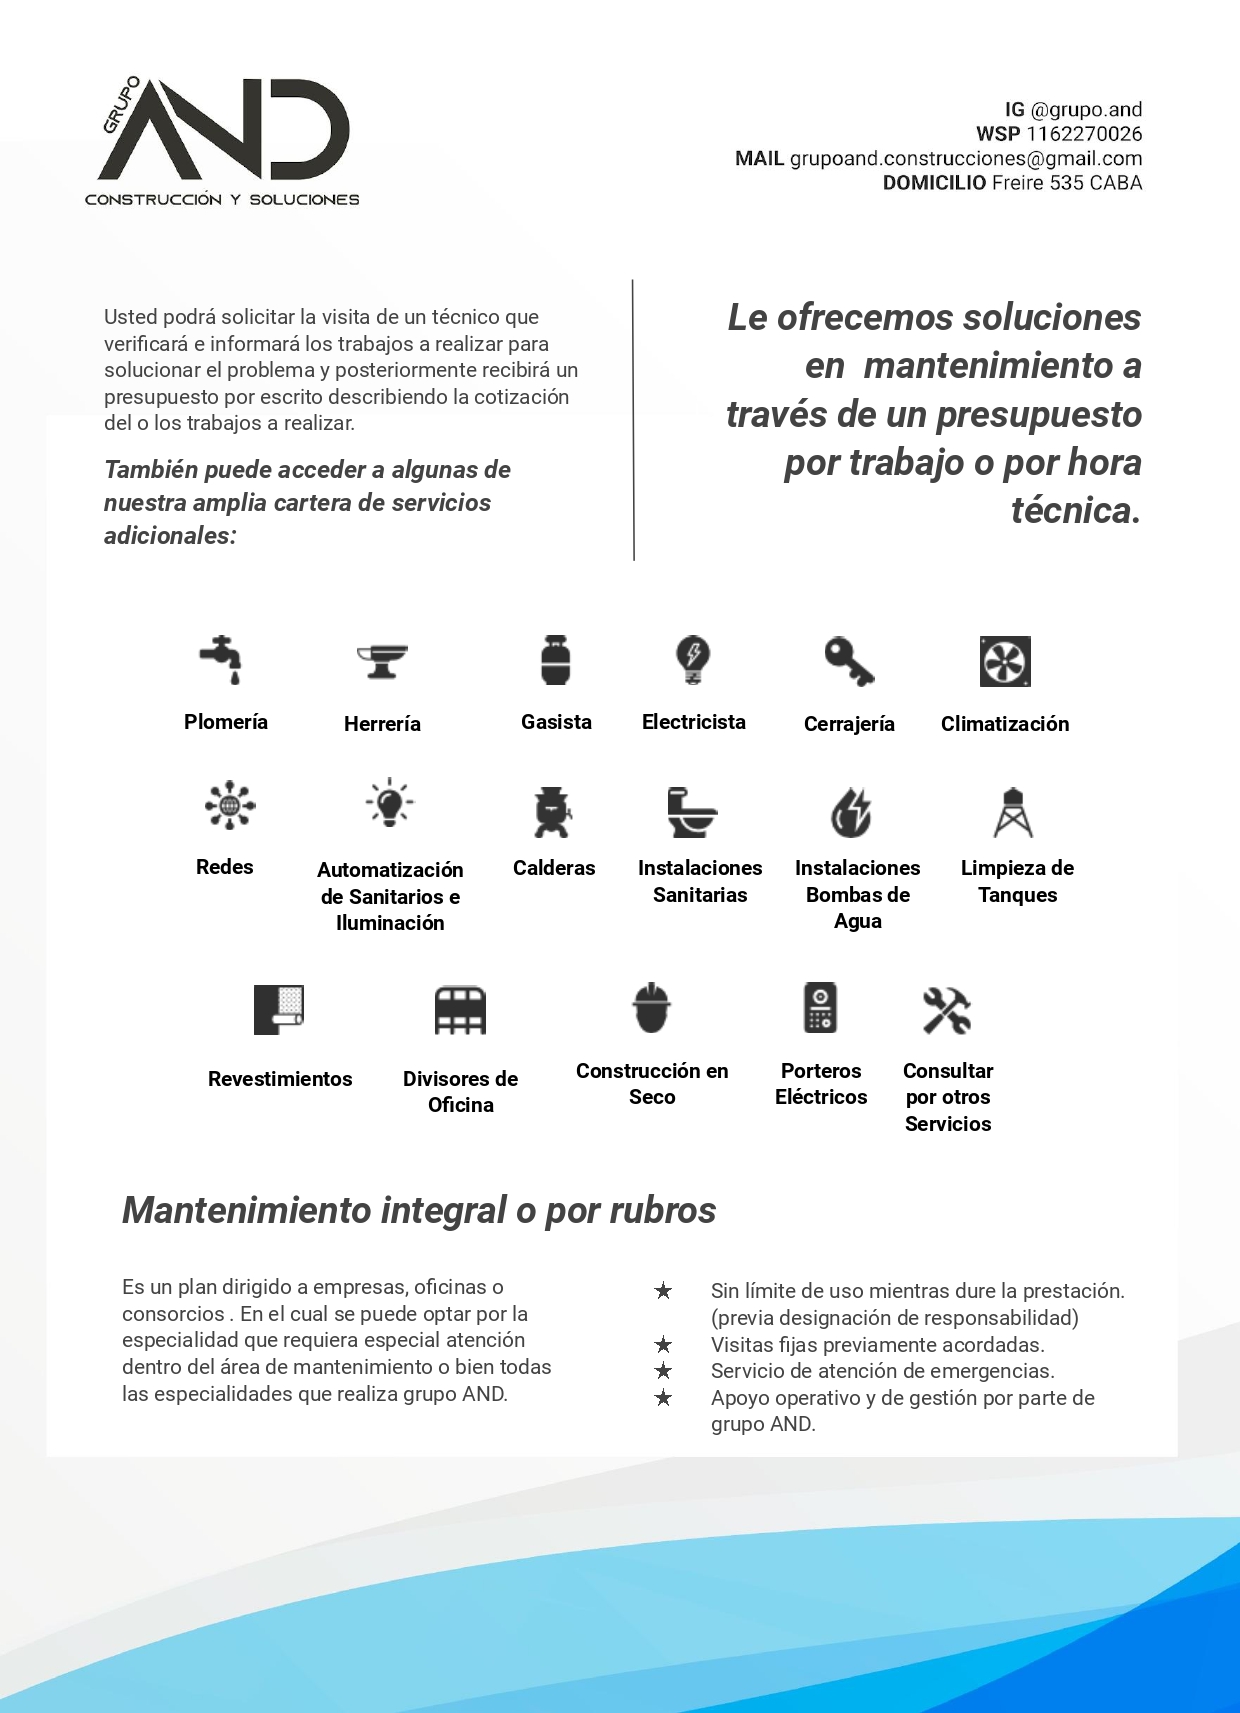 GRUPO
AND
CONSTRUCCIÓN Y SOLUCIONES
IG @grupo.and
WSP 1162270026
MAIL grupoand.construcciones@gmail.com
DOMICILIO Freire 535 CABA
Usted podrá solicitar la visita de un técnico que
verificará e informará los trabajos a realizar para
solucionar el problema y posteriormente recibirá un
presupuesto por escrito describiendo la cotización
del o los trabajos a realizar.
También puede acceder a algunas de
nuestra amplia cartera de servicios
adicionales:
Le ofrecemos soluciones
en mantenimiento a
través de un presupuesto
por trabajo o por hora
técnica.
Plomería
Herrería
Gasista
Electricista
Cerrajería
Climatización
Redes
Automatización
de Sanitarios e
Iluminación
Calderas
Instalaciones
Sanitarias
Instalaciones
Bombas de
Agua
Limpieza de
Tanques
Revestimientos
Divisores de
Oficina
Construcción en
Seco
Porteros
Eléctricos
Consultar
por otros
Servicios
Mantenimiento integral o por rubros
Es un plan dirigido a empresas, oficinas o
consorcios . En el cual se puede optar por la
especialidad que requiera especial atención
dentro del área de mantenimiento o bien todas
las especialidades que realiza grupo AND.
★ Sin límite de uso mientras dure la prestación.
(previa designación de responsabilidad)
★ Visitas fijas previamente acordadas.
★ Servicio de atención de emergencias.
★ Apoyo operativo y de gestión por parte de
grupo AND.